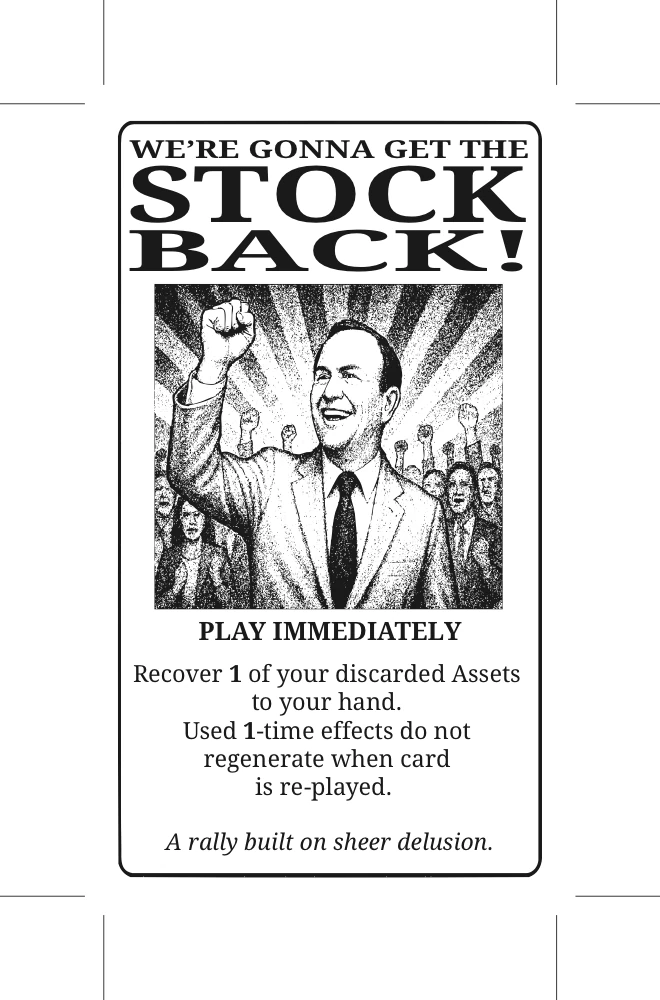 WE’RE GONNA GET THE
STOCK
BACK!
PLAY IMMEDIATELY
Recover 1 of your discarded Assets
to your hand.
Used 1-time effects do not
regenerate when card
is re-played.
A rally built on sheer delusion.